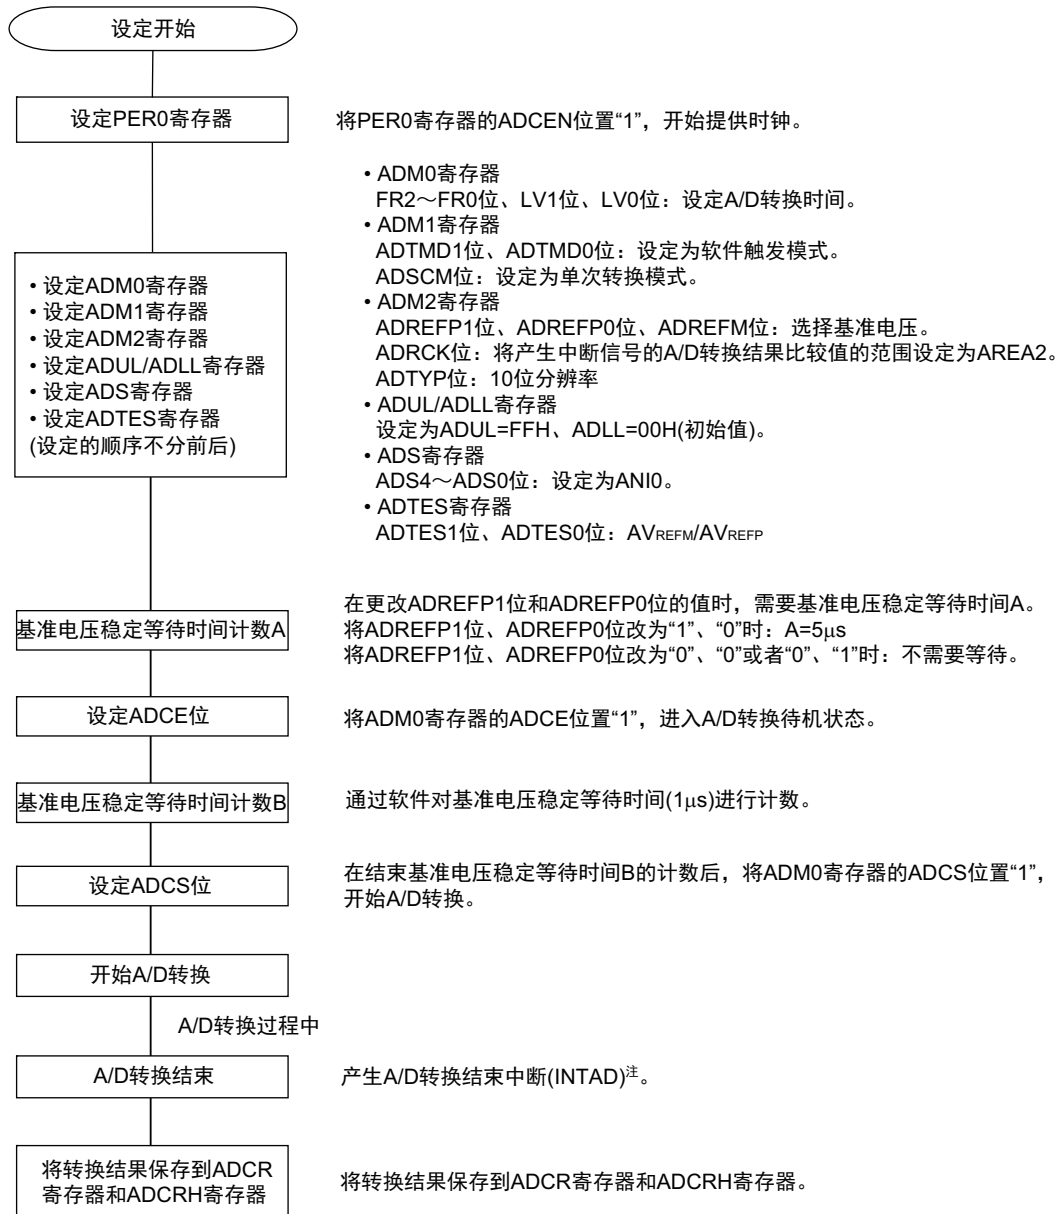 设定开始
设定PER0寄存器
将PER0寄存器的ADCEN位置“1”，开始提供时钟。
• 设定ADM0寄存器
• 设定ADM1寄存器
• 设定ADM2寄存器
• 设定ADUL/ADLL寄存器
• 设定ADS寄存器
• 设定ADTES寄存器
(设定的顺序不分前后)
• ADM0寄存器
FR2～FR0位、LV1位、LV0位：设定A/D转换时间。
• ADM1寄存器
ADTMD1位、ADTMD0位：设定为软件触发模式。
ADSCM位：设定为单次转换模式。
• ADM2寄存器
ADREFP1位、ADREFP0位、ADREFM位：选择基准电压。
ADRCK位：将产生中断信号的A/D转换结果比较值的范围设定为AREA2。
ADTYP位：10位分辨率
• ADUL/ADLL寄存器
设定为ADUL=FFH、ADLL=00H(初始值)。
• ADS寄存器
ADS4～ADS0位：设定为ANI0。
• ADTES寄存器
ADTES1位、ADTES0位：AVREFM/AVREFP
基准电压稳定等待时间计数A
在更改ADREFP1位和ADREFP0位的值时，需要基准电压稳定等待时间A。
将ADREFP1位、ADREFP0位改为“1”、“0”时：A=5μs
将ADREFP1位、ADREFP0位改为“0”、“0”或者“0”、“1”时：不需要等待。
设定ADCE位
将ADM0寄存器的ADCE位置“1”，进入A/D转换待机状态。
基准电压稳定等待时间计数B
通过软件对基准电压稳定等待时间(1μs)进行计数。
设定ADCS位
在结束基准电压稳定等待时间B的计数后，将ADM0寄存器的ADCS位置“1”，
开始A/D转换。
开始A/D转换
A/D转换过程中
A/D转换结束
产生A/D转换结束中断(INTAD)注。
将转换结果保存到ADCR
寄存器和ADCRH寄存器
将转换结果保存到ADCR寄存器和ADCRH寄存器。